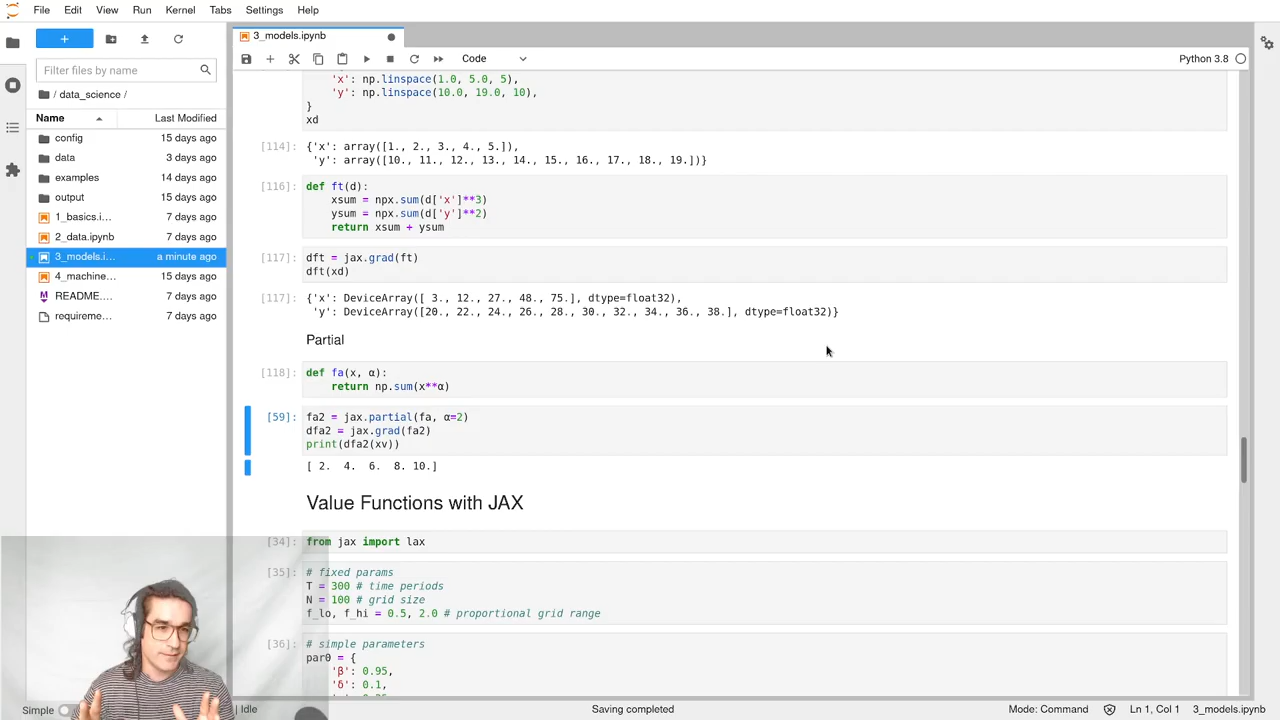 File Edit View Run Kernel Tabs Settings Help
3_models.ipynb
Filter files by name
/ data_science /
Name Last Modified
config 15 days ago
data 3 days ago
examples 14 days ago
output 15 days ago
1_basics.i… 7 days ago
2_data.ipynb 7 days ago
3_models.i… a minute ago
4_machine… 15 days ago
README.… 7 days ago
requireme… 7 days ago
Code
Python 3.8
'x': np.linspace(1.0, 5.0, 5),
'y': np.linspace(10.0, 19.0, 10),
}
xd
[114]: {'x': array([1., 2., 3., 4., 5.]),
'y': array([10., 11., 12., 13., 14., 15., 16., 17., 18., 19.])}
[116]: def ft(d):
xsum = npx.sum(d['x']**3)
ysum = npx.sum(d['y']**2)
return xsum + ysum
[117]: dft = jax.grad(ft)
dft(xd)
[117]: {'x': DeviceArray([ 3., 12., 27., 48., 75.], dtype=float32),
'y': DeviceArray([20., 22., 24., 26., 28., 30., 32., 34., 36., 38.], dtype=float32)}
Partial
[118]: def fa(x, α):
return np.sum(x**α)
[59]: fa2 = jax.partial(fa, α=2)
dfa2 = jax.grad(fa2)
print(dfa2(xv))
[ 2. 4. 6. 8. 10.]
Value Functions with JAX
[34]: from jax import lax
[35]: # fixed params
T = 300 # time periods
N = 100 # grid size
f_lo, f_hi = 0.5, 2.0 # proportional grid range
[36]: # simple parameters
par0 = {
'β': 0.95,
'δ': 0.1,
Simple
Idle
Saving completed
Mode: Command
Ln 1, Col 1
3_models.ipynb